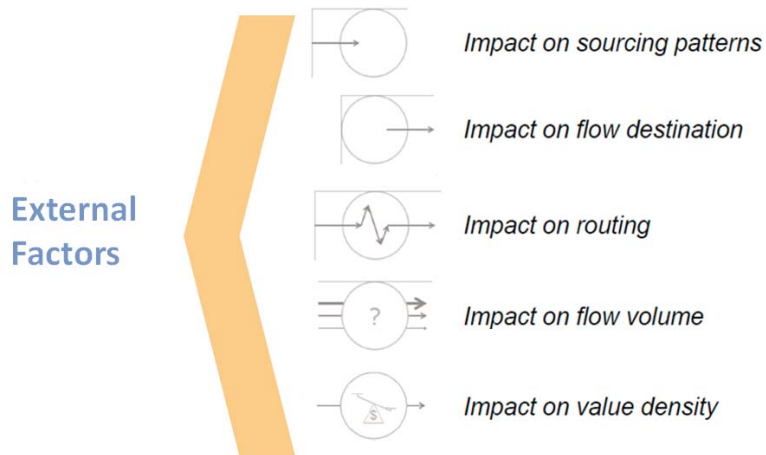 External
Factors
Impact on sourcing patterns
Impact on flow destination
Impact on routing
?
Impact on flow volume
$
Impact on value density